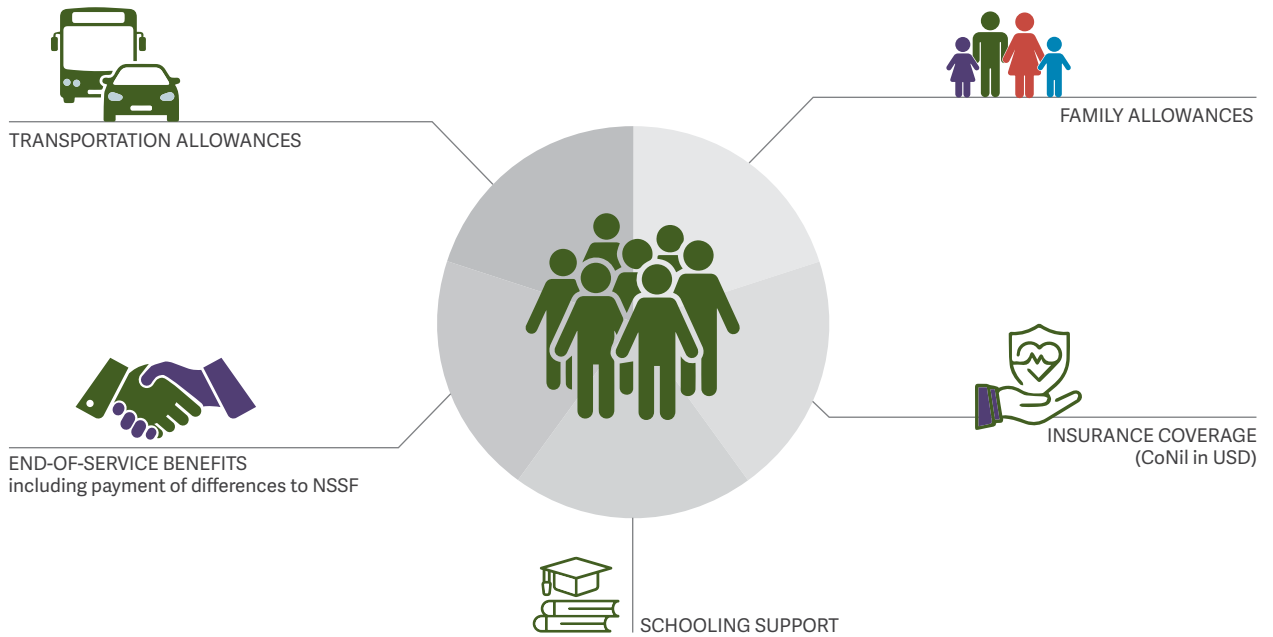 TRANSPORTATION ALLOWANCES
FAMILY ALLOWANCES
END-OF-SERVICE BENEFITS
including payment of differences to NSSF
INSURANCE COVERAGE
(CoNil in USD)
SCHOOLING SUPPORT